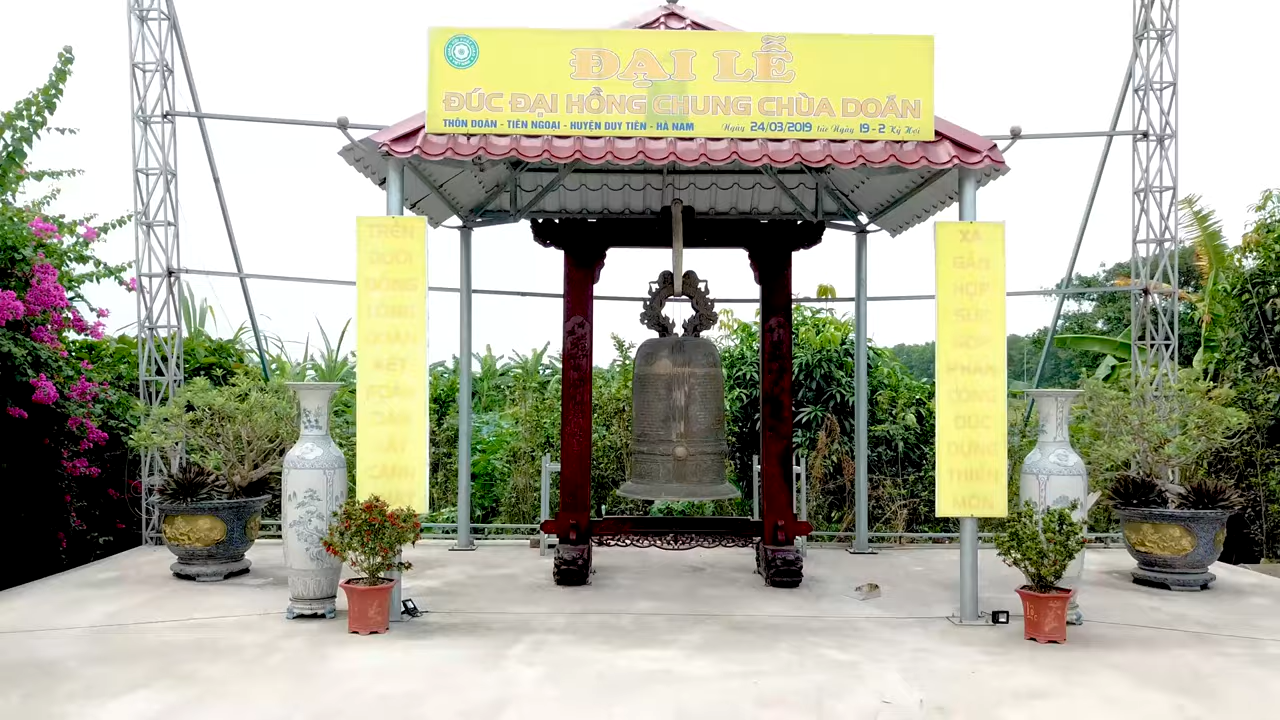 ĐẠI LỄ
ĐÚC ĐẠI HỒNG CHUNG CHÙA DOÃN
THÔN DOÃN - TIÊN NGOẠI - HUYỆN DUY TIÊN - HÀ NAM
Ngày 24/03/2019 tức Ngày 19 - 2 Kỷ Hợi
TRÊN
DƯỚI
ĐỒNG
LÒNG
ĐOÀN
KẾT
XA
GẦN
HỢP
SỨC
GÓP
PHẦN
CÔNG
ĐỨC
DỰNG
THIỀN
MÔN